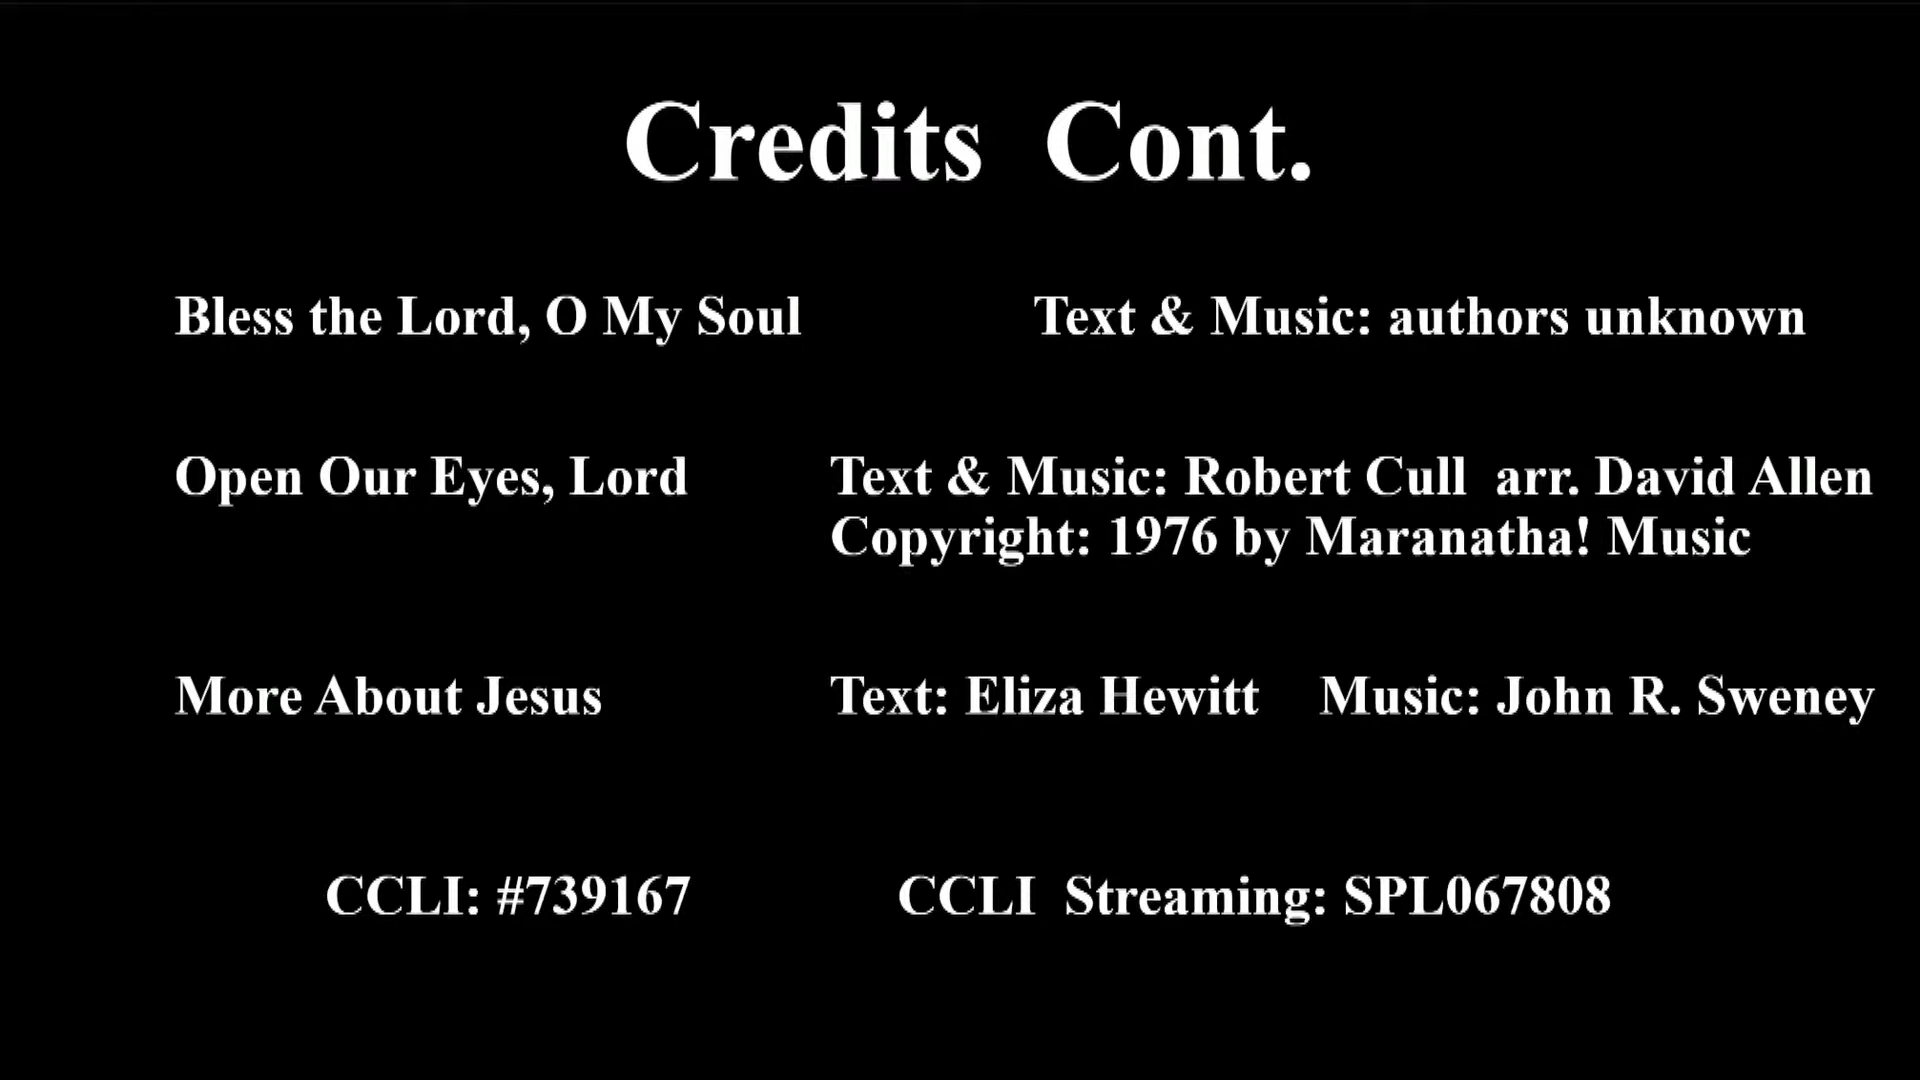 Credits Cont.
Bless the Lord, O My Soul Text & Music: authors unknown
Open Our Eyes, Lord Text & Music: Robert Cull arr. David Allen
Copyright: 1976 by Maranatha! Music
More About Jesus Text: Eliza Hewitt Music: John R. Sweney
CCLI: #739167 CCLI Streaming: SPL067808